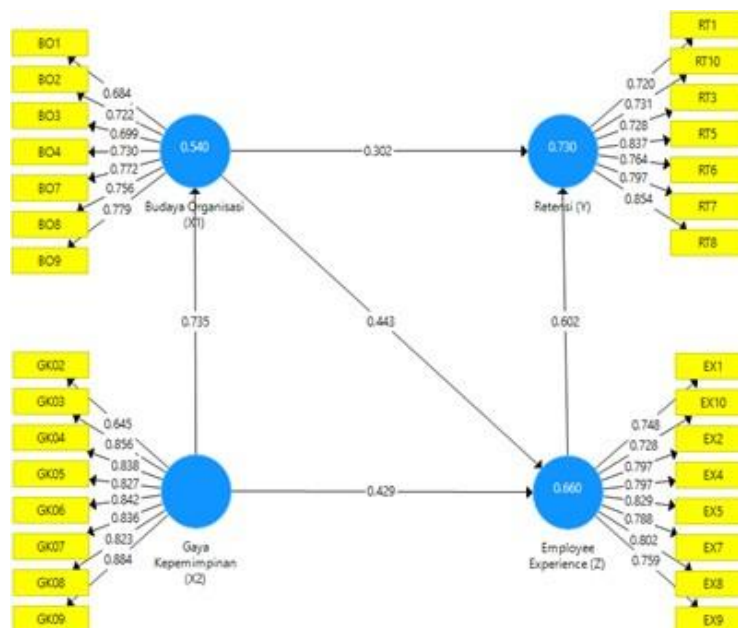 BO1
BO2
BO3
BO4
BO7
BO8
BO9
0.684
0.722
0.699
0.730
0.772
0.756
0.779
0.540
Budaya Organisasi
(X1)
0.302
RT1
RT10
RT3
RT5
RT6
RT7
RT8
0.720
0.731
0.728
0.837
0.764
0.797
0.854
0.730
Retensi (Y)
0.735
0.443
0.602
GK02
GK03
GK04
GK05
GK06
GK07
GK08
GK09
0.645
0.856
0.838
0.827
0.842
0.836
0.823
0.884
Gaya
Kepemimpinan
(X2)
0.429
0.660
Employee
Experience (Z)
EX1
EX10
EX2
EX4
EX5
EX7
EX8
EX9
0.748
0.728
0.797
0.797
0.829
0.788
0.802
0.759